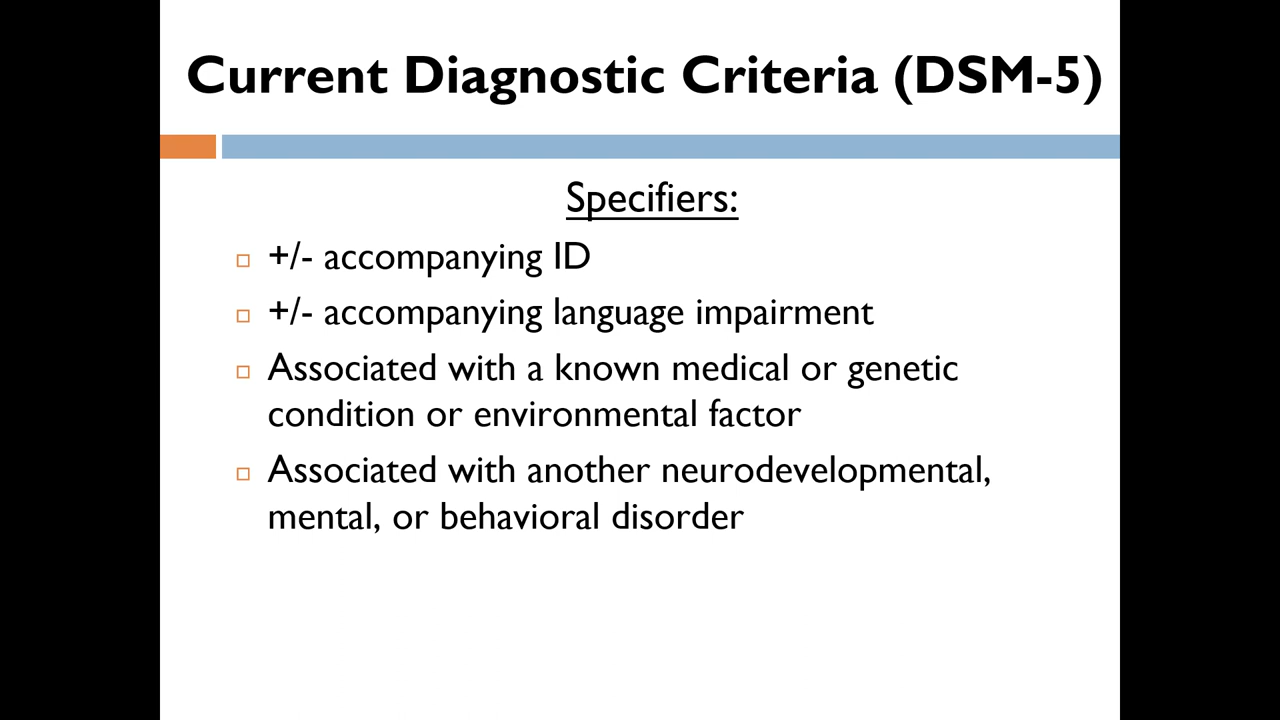 Current Diagnostic Criteria (DSM-5)
Specifiers:
+/- accompanying ID
+/- accompanying language impairment
Associated with a known medical or genetic
condition or environmental factor
Associated with another neurodevelopmental,
mental, or behavioral disorder